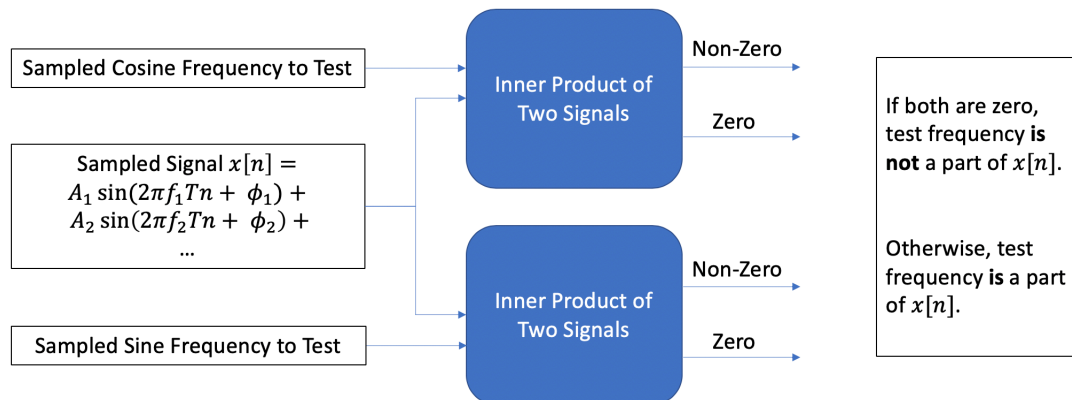 Sampled Cosine Frequency to Test
Sampled Signal x[n] =
A₁ sin(2πf₁Tn + ϕ₁) +
A₂ sin(2πf₂Tn + ϕ₂) +
...
Sampled Sine Frequency to Test
Inner Product of
Two Signals
Non-Zero
Zero
Inner Product of
Two Signals
Non-Zero
Zero
If both are zero,
test frequency is
not a part of x[n].
Otherwise, test
frequency is a part
of x[n].